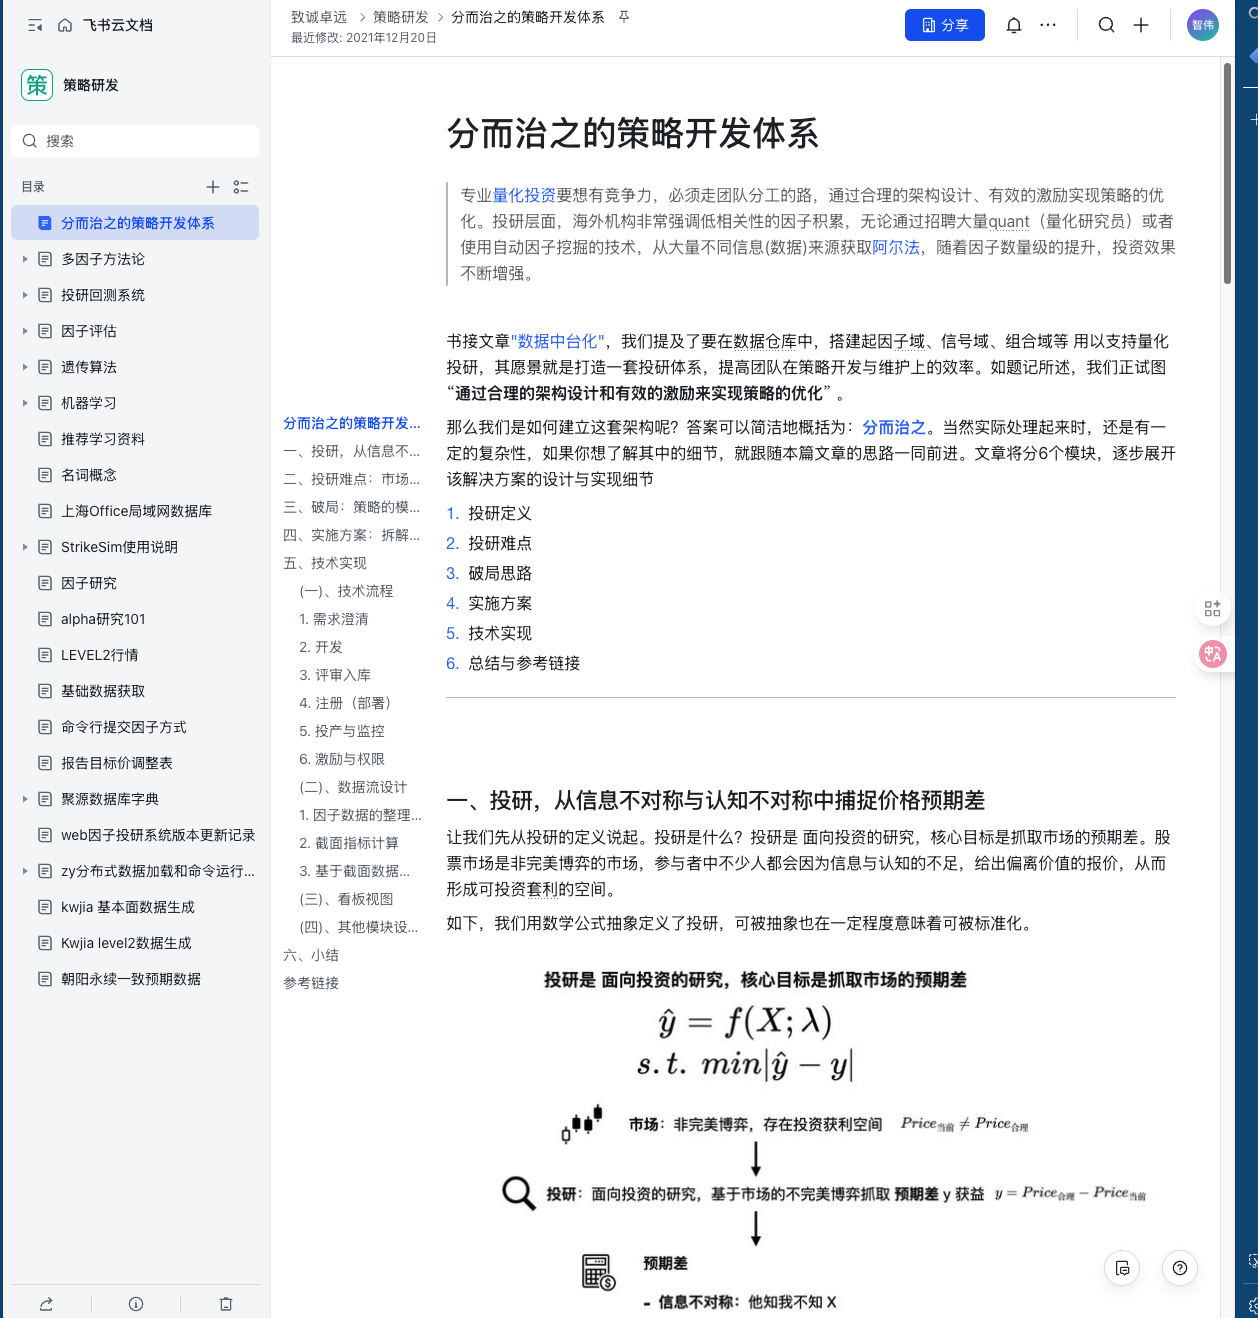 飞书云文档
策 策略研发
搜索
目录
分而治之的策略开发体系
多因子方法论
投研回测系统
因子评估
遗传算法
机器学习
推荐学习资料
名词概念
上海Office局域网数据库
StrikeSim使用说明
因子研究
alpha研究101
LEVEL2行情
基础数据获取
命令行提交因子方式
报告目标价调整表
聚源数据库字典
web因子投研系统版本更新记录
zy分布式数据加载和命令运行...
kwjia 基本面数据生成
Kwjia level2数据生成
朝阳永续一致预期数据
致诚卓远 > 策略研发 > 分而治之的策略开发体系
最近修改: 2021年12月20日
分享
智伟
分而治之的策略开发...
一、投研，从信息不...
二、投研难点：市场...
三、破局：策略的模...
四、实施方案：拆解...
五、技术实现
(一)、技术流程
1. 需求澄清
2. 开发
3. 评审入库
4. 注册（部署）
5. 投产与监控
6. 激励与权限
(二)、数据流设计
1. 因子数据的整理...
2. 截面指标计算
3. 基于截面数据...
(三)、看板视图
(四)、其他模块设...
六、小结
参考链接
分而治之的策略开发体系
专业量化投资要想有竞争力，必须走团队分工的路，通过合理的架构设计、有效的激励实现策略的优
化。投研层面，海外机构非常强调低相关性的因子积累，无论通过招聘大量quant（量化研究员）或者
使用自动因子挖掘的技术，从大量不同信息(数据)来源获取阿尔法，随着因子数量级的提升，投资效果
不断增强。
书接文章"数据中台化"，我们提及了要在数据仓库中，搭建起因子域、信号域、组合域等 用以支持量化
投研，其愿景就是打造一套投研体系，提高团队在策略开发与维护上的效率。如题记所述，我们正试图
“通过合理的架构设计和有效的激励来实现策略的优化” 。
那么我们是如何建立这套架构呢？答案可以简洁地概括为：分而治之。当然实际处理起来时，还是有一
定的复杂性，如果你想了解其中的细节，就跟随本篇文章的思路一同前进。文章将分6个模块，逐步展开
该解决方案的设计与实现细节
1. 投研定义
2. 投研难点
3. 破局思路
4. 实施方案
5. 技术实现
6. 总结与参考链接
一、投研，从信息不对称与认知不对称中捕捉价格预期差
让我们先从投研的定义说起。投研是什么？投研是 面向投资的研究，核心目标是抓取市场的预期差。股
票市场是非完美博弈的市场，参与者中不少人都会因为信息与认知的不足，给出偏离价值的报价，从而
形成可投资套利的空间。
如下，我们用数学公式抽象定义了投研，可被抽象也在一定程度意味着可被标准化。
投研是 面向投资的研究，核心目标是抓取市场的预期差
ŷ = f(X; λ)
s.t. min|ŷ − y|
市场：非完美博弈，存在投资获利空间 Price当前 ≠ Price合理
投研：面向投资的研究，基于市场的不完美博弈抓取 预期差 y 获益 y = Price合理 − Price当前
预期差
- 信息不对称：他知我不知 X